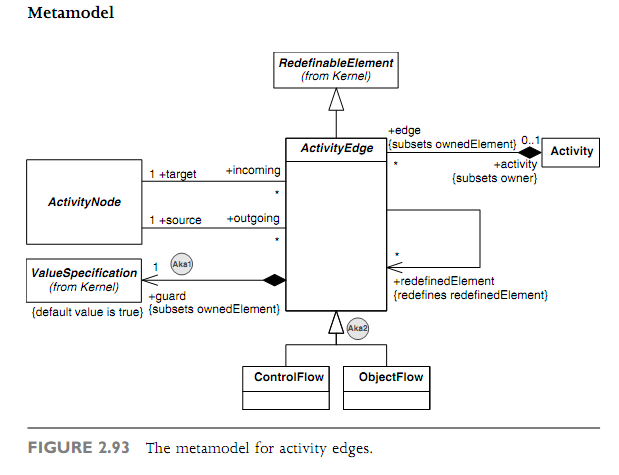 Metamodel
RedefinableElement
(from Kernel)
+edge
{subsets ownedElement}
0..1
ActivityEdge
*
+activity
{subsets owner}
Activity
ActivityNode
1 +target
+incoming
*
1 +source
+outgoing
*
*
+redefinedElement
{redefines redefinedElement}
ValueSpecification
(from Kernel)
{default value is true}
1
Aka1
+guard
{subsets ownedElement}
Aka2
ControlFlow
ObjectFlow
FIGURE 2.93 The metamodel for activity edges.